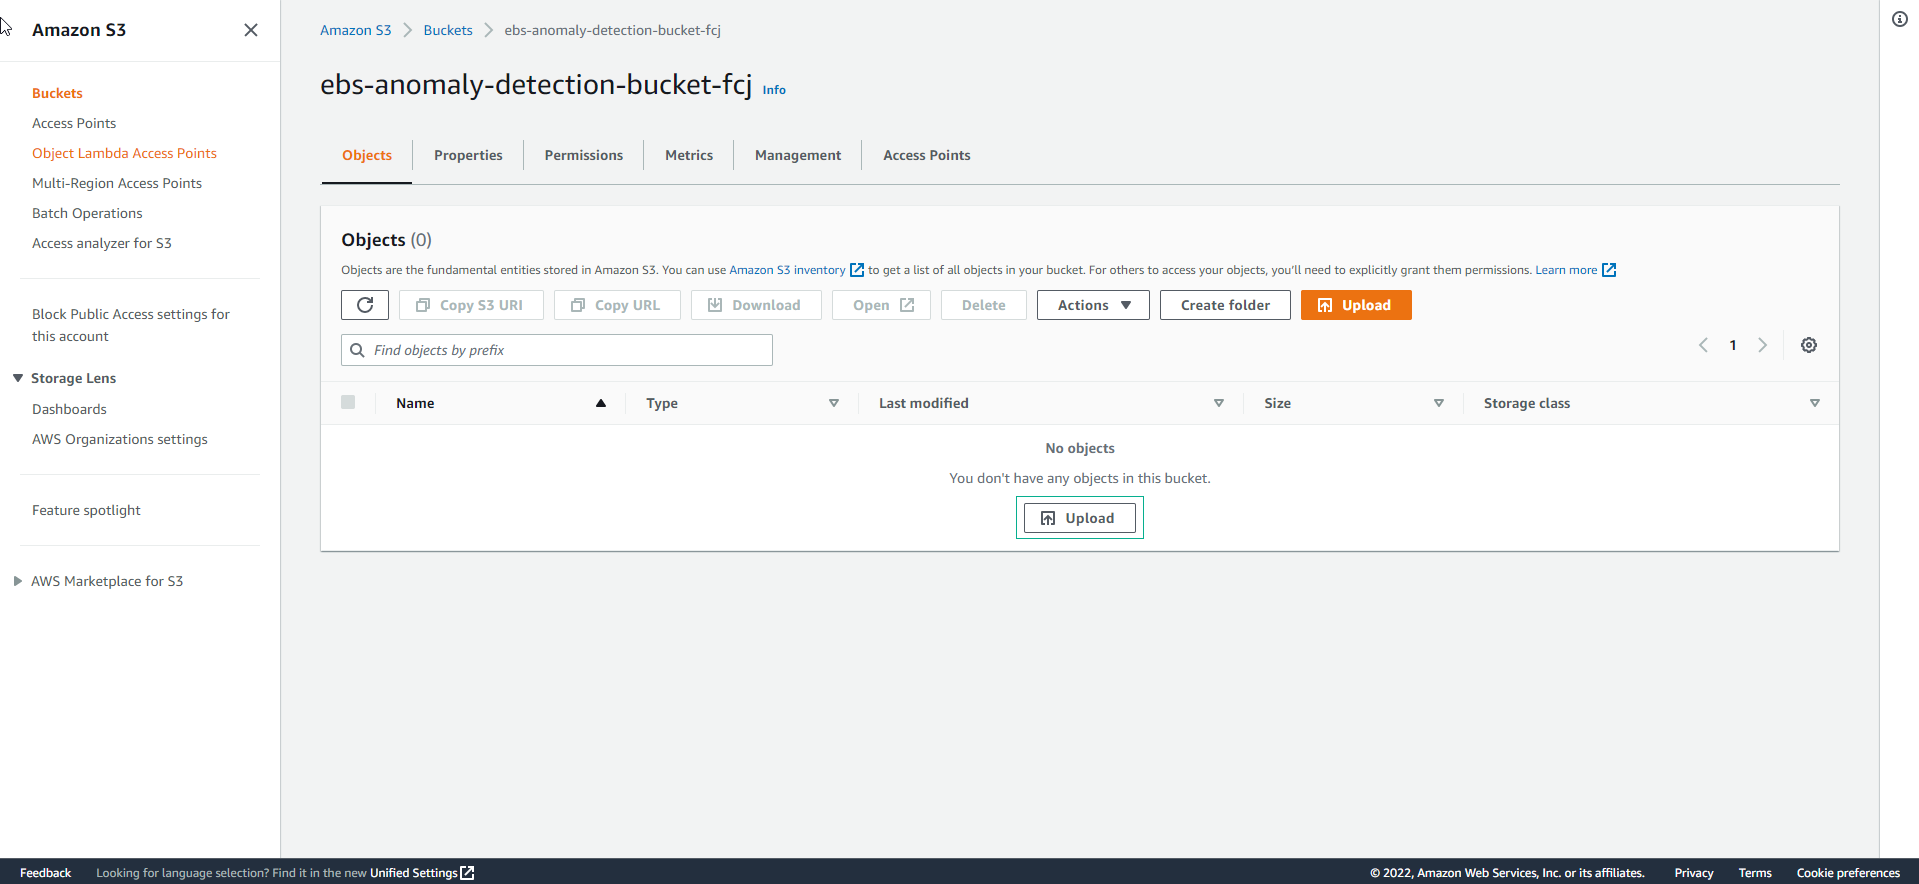 Amazon S3
Buckets
Access Points
Object Lambda Access Points
Multi-Region Access Points
Batch Operations
Access analyzer for S3
Block Public Access settings for
this account
Storage Lens
Dashboards
AWS Organizations settings
Feature spotlight
AWS Marketplace for S3
Amazon S3 Buckets ebs-anomaly-detection-bucket-fcj
ebs-anomaly-detection-bucket-fcj Info
Objects Properties Permissions Metrics Management Access Points
Objects (0)
Objects are the fundamental entities stored in Amazon S3. You can use Amazon S3 inventory to get a list of all objects in your bucket. For others to access your objects, you'll need to explicitly grant them permissions. Learn more
Copy S3 URI Copy URL Download Open Delete Actions Create folder Upload
Find objects by prefix 1
Name Type Last modified Size Storage class
No objects
You don't have any objects in this bucket.
Upload
Feedback Looking for language selection? Find it in the new Unified Settings © 2022, Amazon Web Services, Inc. or its affiliates. Privacy Terms Cookie preferences